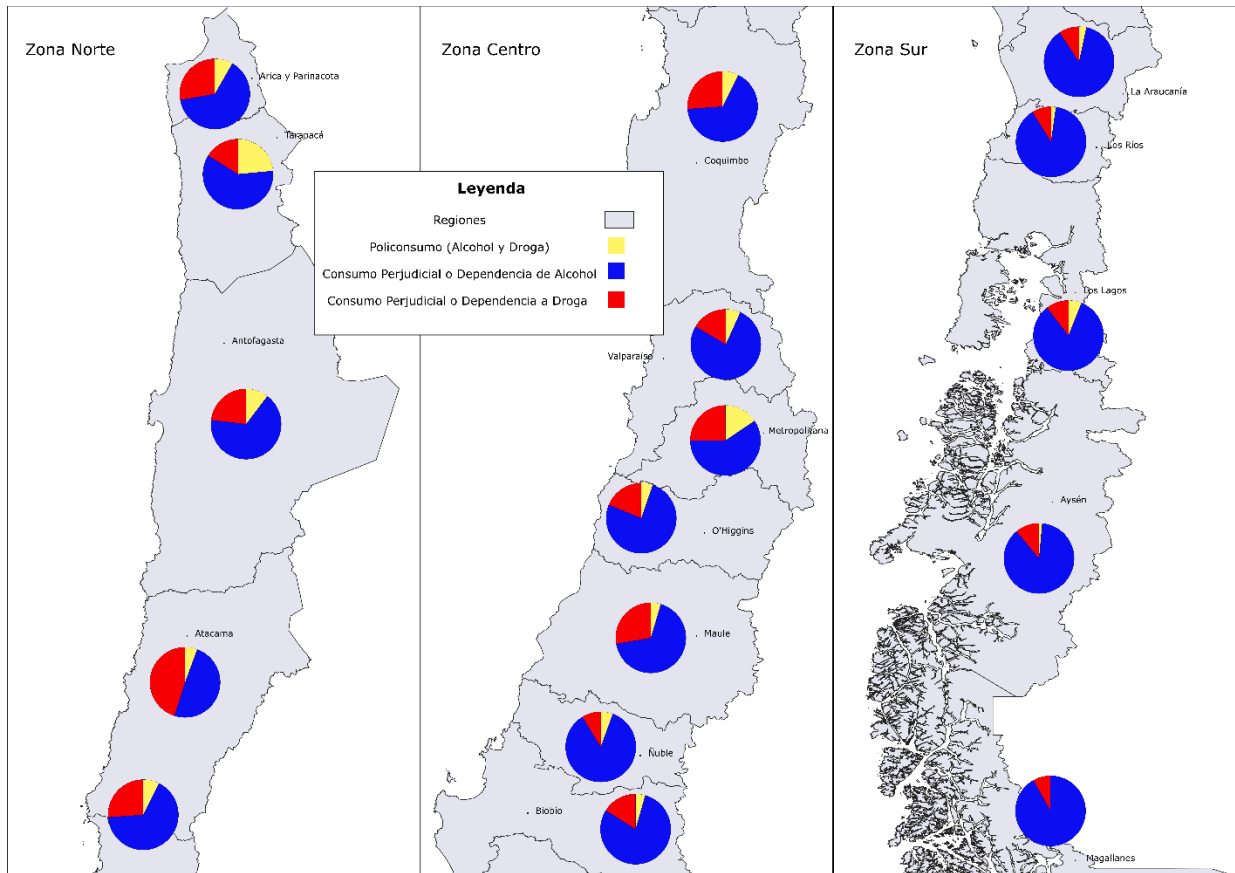 Zona Norte
Arica y Parinacota
Tarapacá
Antofagasta
Atacama
Zona Centro
Coquimbo
Leyenda
Regiones
Policonsumo (Alcohol y Droga)
Consumo Perjudicial o Dependencia de Alcohol
Consumo Perjudicial o Dependencia a Droga
Valparaíso
Metropolitana
O'Higgins
Maule
Ñuble
Biobío
Zona Sur
La Araucanía
Los Ríos
Los Lagos
Aysén
Magallanes